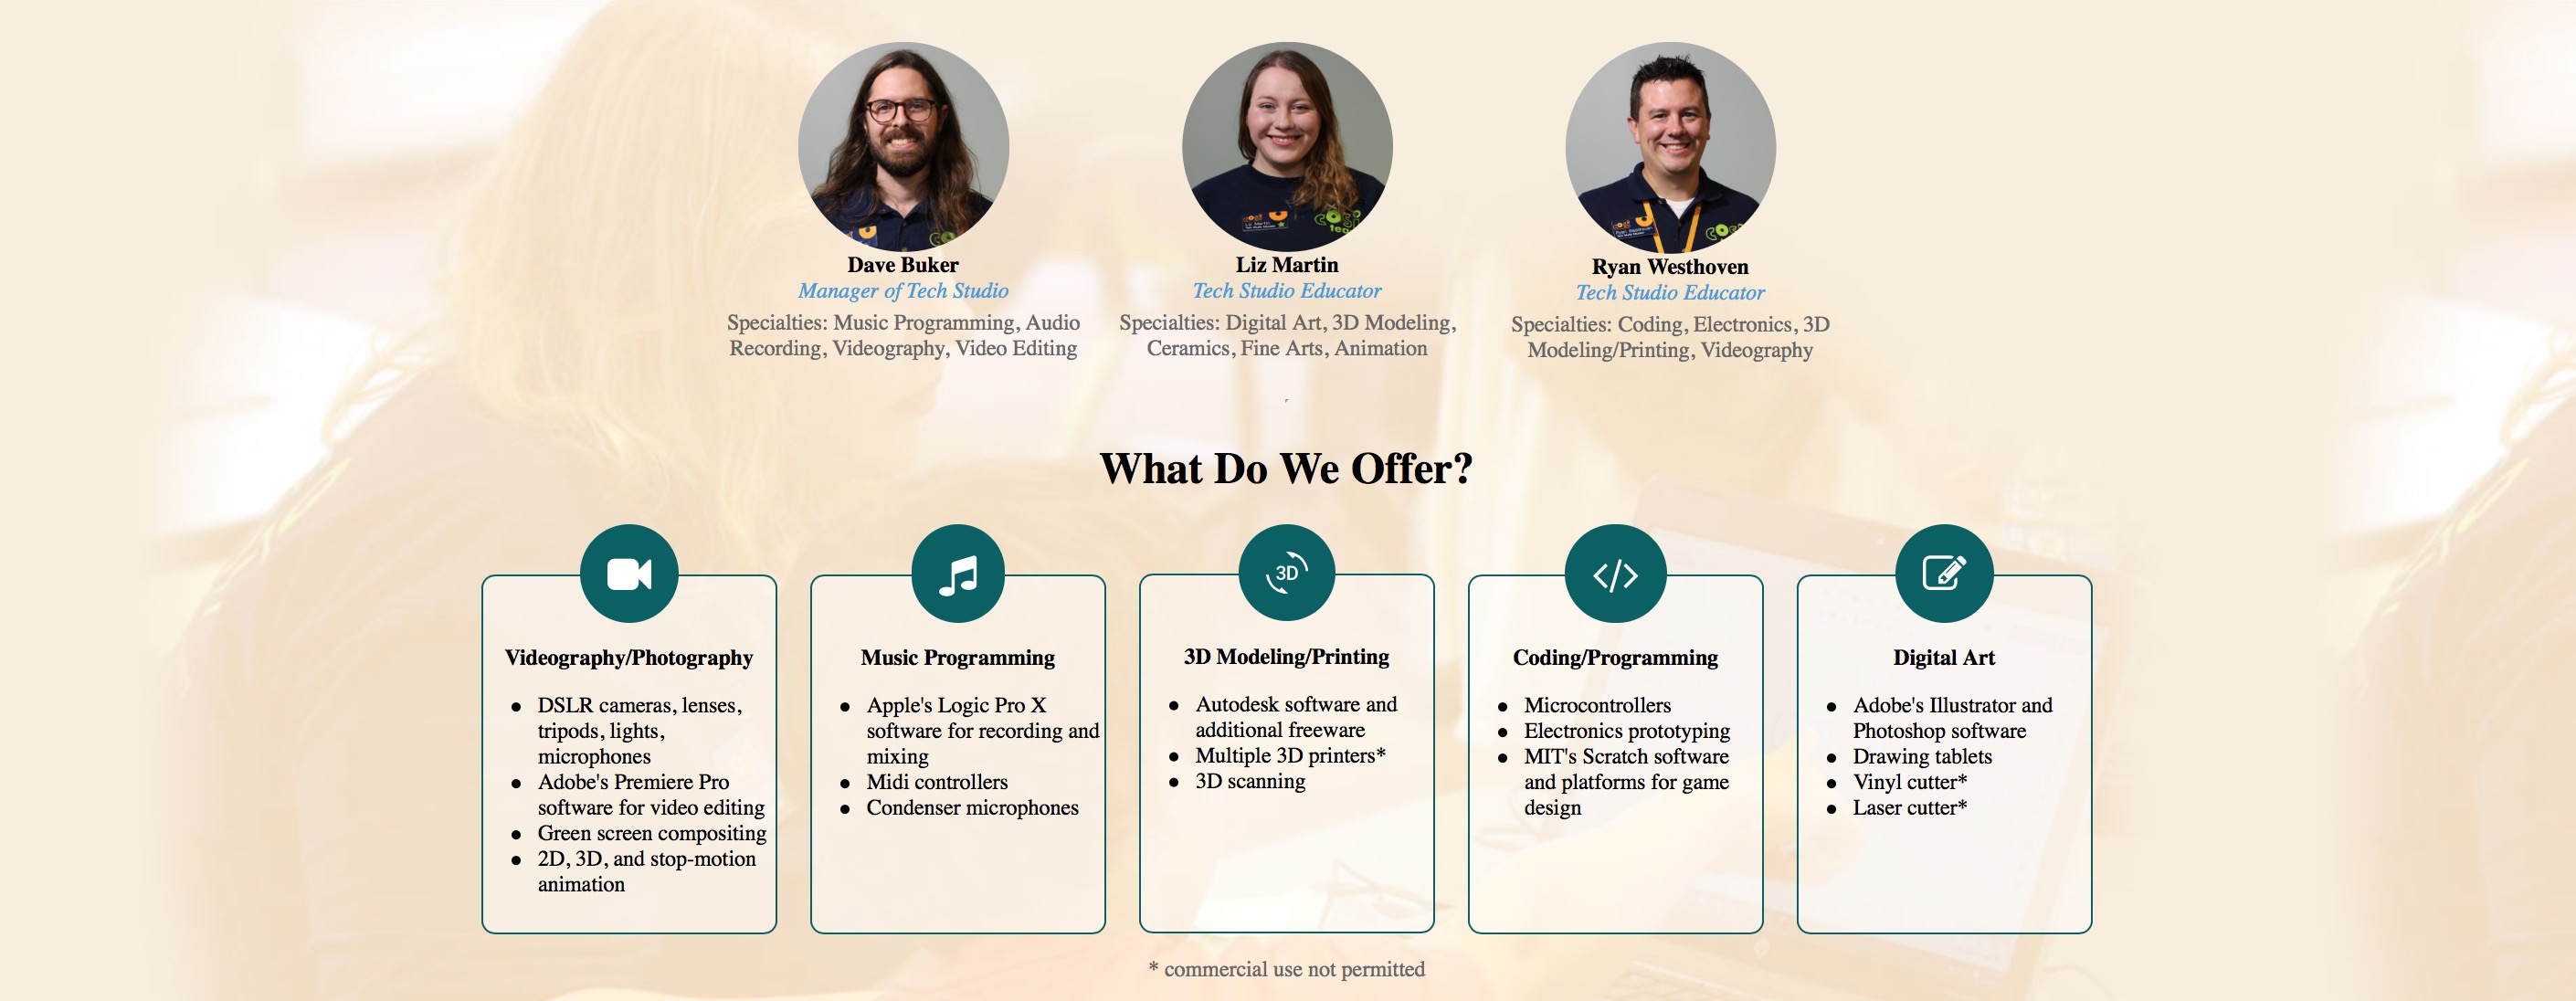 Dave Buker
Manager of Tech Studio
Specialties: Music Programming, Audio
Recording, Videography, Video Editing
Liz Martin
Tech Studio Educator
Specialties: Digital Art, 3D Modeling,
Ceramics, Fine Arts, Animation
Ryan Westhoven
Tech Studio Educator
Specialties: Coding, Electronics, 3D
Modeling/Printing, Videography
What Do We Offer?
Videography/Photography
● DSLR cameras, lenses,
tripods, lights,
microphones
● Adobe's Premiere Pro
software for video editing
● Green screen compositing
● 2D, 3D, and stop-motion
animation
Music Programming
● Apple's Logic Pro X
software for recording and
mixing
● Midi controllers
● Condenser microphones
3D
3D Modeling/Printing
● Autodesk software and
additional freeware
● Multiple 3D printers*
● 3D scanning
</>
Coding/Programming
● Microcontrollers
● Electronics prototyping
● MIT's Scratch software
and platforms for game
design
Digital Art
● Adobe's Illustrator and
Photoshop software
● Drawing tablets
● Vinyl cutter*
● Laser cutter*
* commercial use not permitted